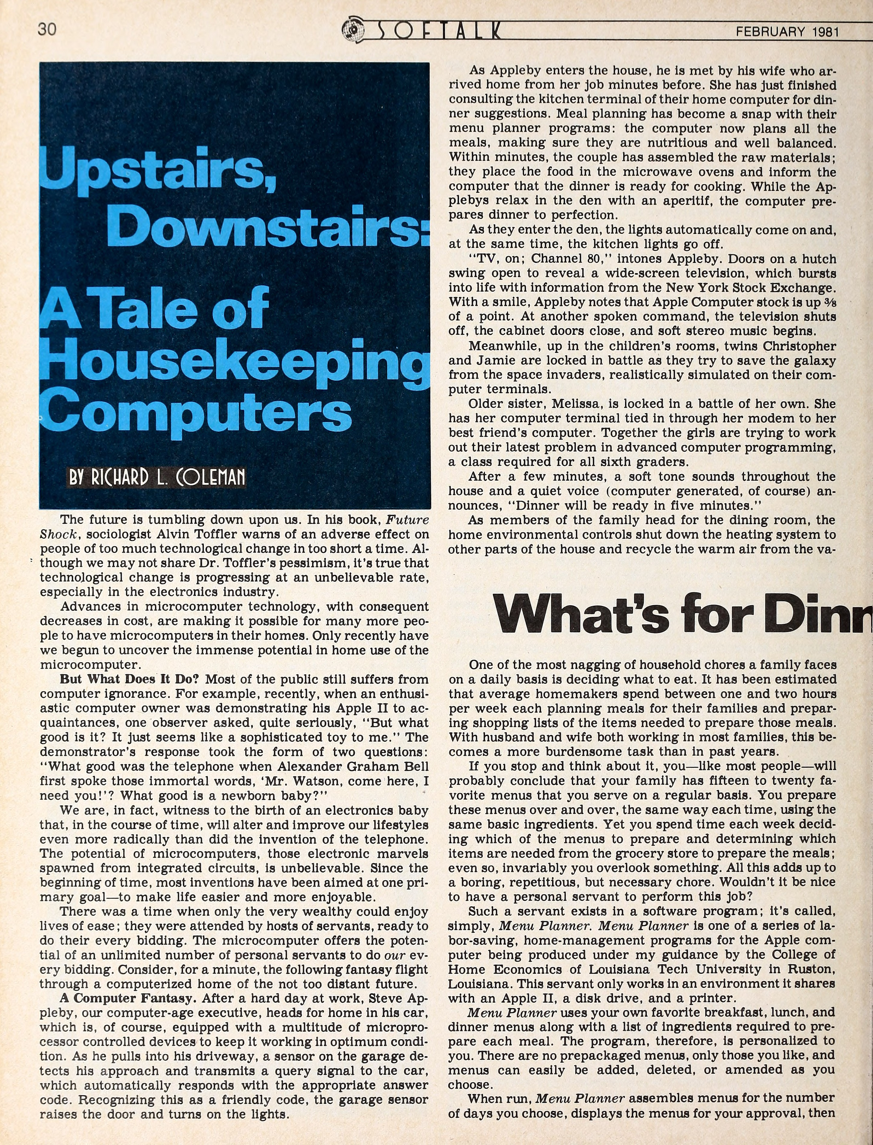 30
SOFTALK
FEBRUARY 1981
Upstairs,
Downstairs:
A Tale of
Housekeeping
Computers
BY RICHARD L. COLEMAN
The future is tumbling down upon us. In his book, Future
Shock, sociologist Alvin Toffler warns of an adverse effect on
people of too much technological change in too short a time. Al-
though we may not share Dr. Toffler's pessimism, it's true that
technological change is progressing at an unbelievable rate,
especially in the electronics industry.
Advances in microcomputer technology, with consequent
decreases in cost, are making it possible for many more peo-
ple to have microcomputers in their homes. Only recently have
we begun to uncover the immense potential in home use of the
microcomputer.
But What Does It Do? Most of the public still suffers from
computer ignorance. For example, recently, when an enthusi-
astic computer owner was demonstrating his Apple II to ac-
quaintances, one observer asked, quite seriously, "But what
good is it? It just seems like a sophisticated toy to me." The
demonstrator's response took the form of two questions:
"What good was the telephone when Alexander Graham Bell
first spoke those immortal words, 'Mr. Watson, come here, I
need you!'? What good is a newborn baby?"
We are, in fact, witness to the birth of an electronics baby
that, in the course of time, will alter and improve our lifestyles
even more radically than did the invention of the telephone.
The potential of microcomputers, those electronic marvels
spawned from integrated circuits, is unbelievable. Since the
beginning of time, most inventions have been aimed at one pri-
mary goal—to make life easier and more enjoyable.
There was a time when only the very wealthy could enjoy
lives of ease; they were attended by hosts of servants, ready to
do their every bidding. The microcomputer offers the poten-
tial of an unlimited number of personal servants to do our ev-
ery bidding. Consider, for a minute, the following fantasy flight
through a computerized home of the not too distant future.
A Computer Fantasy. After a hard day at work, Steve Ap-
pleby, our computer-age executive, heads for home in his car,
which is, of course, equipped with a multitude of micropro-
cessor controlled devices to keep it working in optimum condi-
tion. As he pulls into his driveway, a sensor on the garage de-
tects his approach and transmits a query signal to the car,
which automatically responds with the appropriate answer
code. Recognizing this as a friendly code, the garage sensor
raises the door and turns on the lights.
As Appleby enters the house, he is met by his wife who ar-
rived home from her job minutes before. She has just finished
consulting the kitchen terminal of their home computer for din-
ner suggestions. Meal planning has become a snap with their
menu planner programs: the computer now plans all the
meals, making sure they are nutritious and well balanced.
Within minutes, the couple has assembled the raw materials;
they place the food in the microwave ovens and inform the
computer that the dinner is ready for cooking. While the Ap-
plebys relax in the den with an aperitif, the computer pre-
pares dinner to perfection.
As they enter the den, the lights automatically come on and,
at the same time, the kitchen lights go off.
"TV, on; Channel 80," intones Appleby. Doors on a hutch
swing open to reveal a wide-screen television, which bursts
into life with information from the New York Stock Exchange.
With a smile, Appleby notes that Apple Computer stock is up ⅜
of a point. At another spoken command, the television shuts
off, the cabinet doors close, and soft stereo music begins.
Meanwhile, up in the children's rooms, twins Christopher
and Jamie are locked in battle as they try to save the galaxy
from the space invaders, realistically simulated on their com-
puter terminals.
Older sister, Melissa, is locked in a battle of her own. She
has her computer terminal tied in through her modem to her
best friend's computer. Together the girls are trying to work
out their latest problem in advanced computer programming,
a class required for all sixth graders.
After a few minutes, a soft tone sounds throughout the
house and a quiet voice (computer generated, of course) an-
nounces, "Dinner will be ready in five minutes."
As members of the family head for the dining room, the
home environmental controls shut down the heating system to
other parts of the house and recycle the warm air from the va-
What's for Dinn
One of the most nagging of household chores a family faces
on a daily basis is deciding what to eat. It has been estimated
that average homemakers spend between one and two hours
per week each planning meals for their families and prepar-
ing shopping lists of the items needed to prepare those meals.
With husband and wife both working in most families, this be-
comes a more burdensome task than in past years.
If you stop and think about it, you—like most people—will
probably conclude that your family has fifteen to twenty fa-
vorite menus that you serve on a regular basis. You prepare
these menus over and over, the same way each time, using the
same basic ingredients. Yet you spend time each week decid-
ing which of the menus to prepare and determining which
items are needed from the grocery store to prepare the meals;
even so, invariably you overlook something. All this adds up to
a boring, repetitious, but necessary chore. Wouldn't it be nice
to have a personal servant to perform this job?
Such a servant exists in a software program; it's called,
simply, Menu Planner. Menu Planner is one of a series of la-
bor-saving, home-management programs for the Apple com-
puter being produced under my guidance by the College of
Home Economics of Louisiana Tech University in Ruston,
Louisiana. This servant only works in an environment it shares
with an Apple II, a disk drive, and a printer.
Menu Planner uses your own favorite breakfast, lunch, and
dinner menus along with a list of ingredients required to pre-
pare each meal. The program, therefore, is personalized to
you. There are no prepackaged menus, only those you like, and
menus can easily be added, deleted, or amended as you
choose.
When run, Menu Planner assembles menus for the number
of days you choose, displays the menus for your approval, then